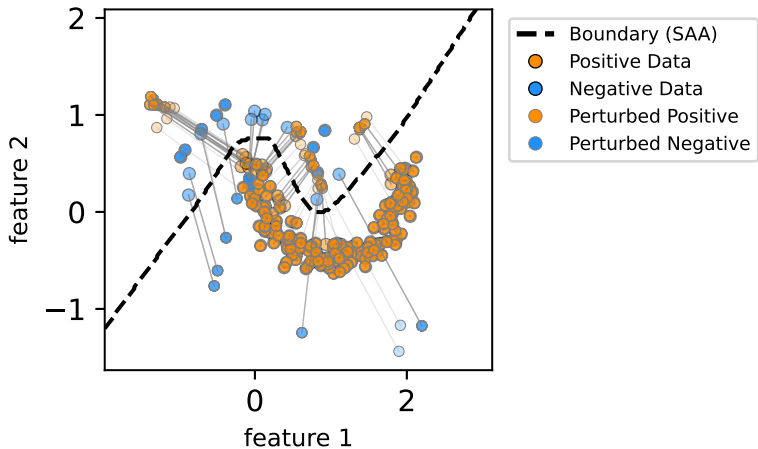 2
1
0
−1
feature 2
0
2
feature 1
Boundary (SAA)
Positive Data
Negative Data
Perturbed Positive
Perturbed Negative